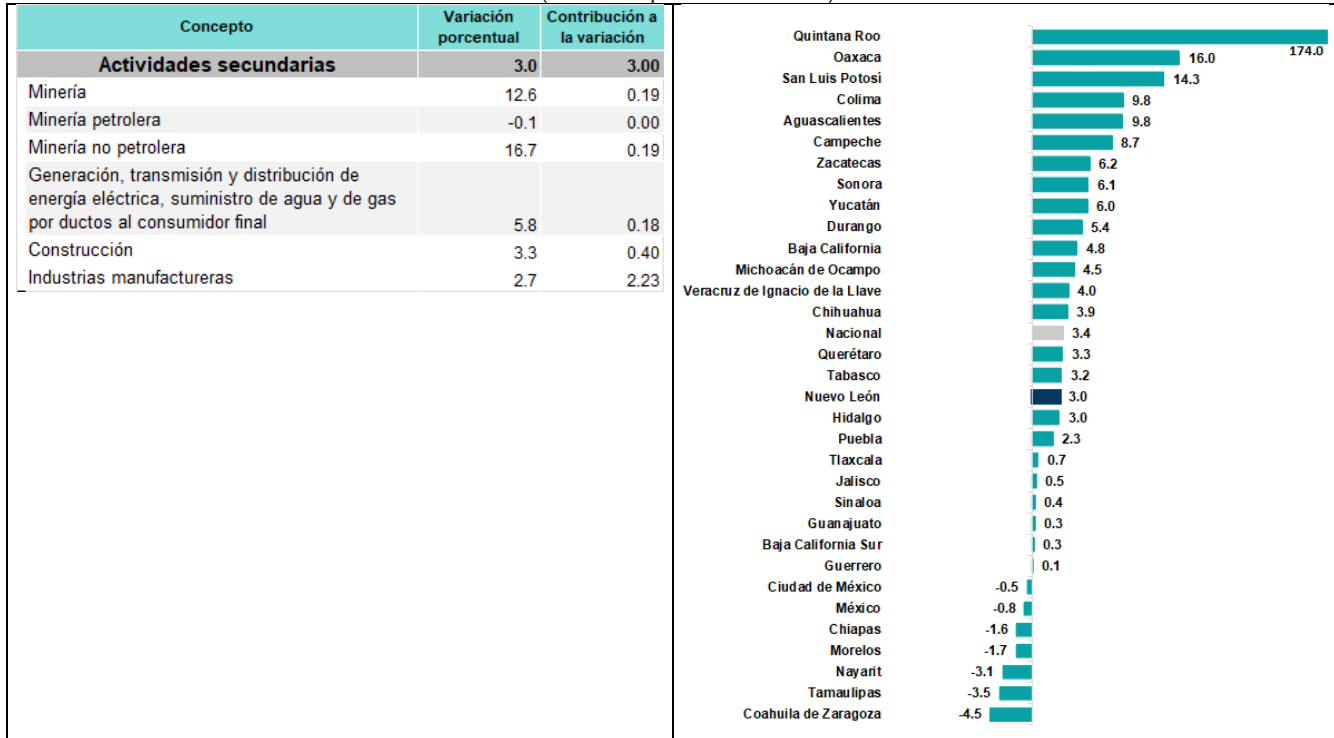 Concepto Variación porcentual Contribución a la variación
Actividades secundarias 3.0 3.00
Minería 12.6 0.19
Minería petrolera -0.1 0.00
Minería no petrolera 16.7 0.19
Generación, transmisión y distribución de
energía eléctrica, suministro de agua y de gas
por ductos al consumidor final 5.8 0.18
Construcción 3.3 0.40
Industrias manufactureras 2.7 2.23
Quintana Roo 174.0
Oaxaca 16.0
San Luis Potosí 14.3
Colima 9.8
Aguascalientes 9.8
Campeche 8.7
Zacatecas 6.2
Sonora 6.1
Yucatán 6.0
Durango 5.4
Baja California 4.8
Michoacán de Ocampo 4.5
Veracruz de Ignacio de la Llave 4.0
Chihuahua 3.9
Nacional 3.4
Querétaro 3.3
Tabasco 3.2
Nuevo León 3.0
Hidalgo 3.0
Puebla 2.3
Tlaxcala 0.7
Jalisco 0.5
Sinaloa 0.4
Guanajuato 0.3
Baja California Sur 0.3
Guerrero 0.1
Ciudad de México -0.5
México -0.8
Chiapas -1.6
Morelos -1.7
Nayarit -3.1
Tamaulipas -3.5
Coahuila de Zaragoza -4.5